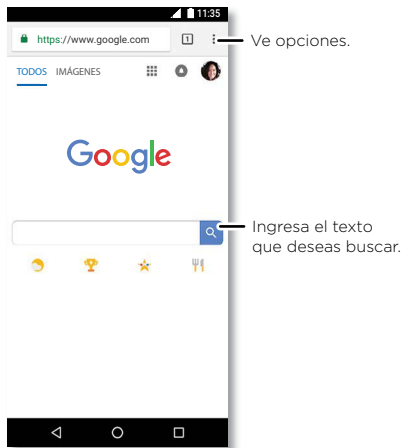 11:35
https://www.google.com
1
Ve opciones.
TODOS IMÁGENES
Google
Ingresa el texto
que deseas buscar.